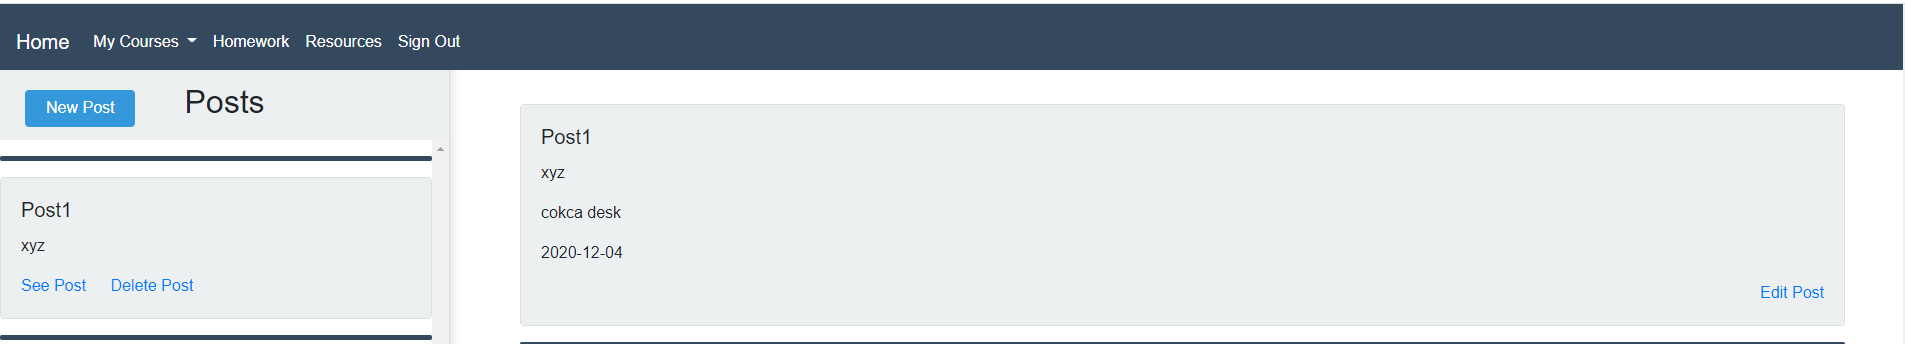 Home My Courses Homework Resources Sign Out
New Post Posts
Post1
xyz
See Post Delete Post
Post1
xyz
cokca desk
2020-12-04
Edit Post